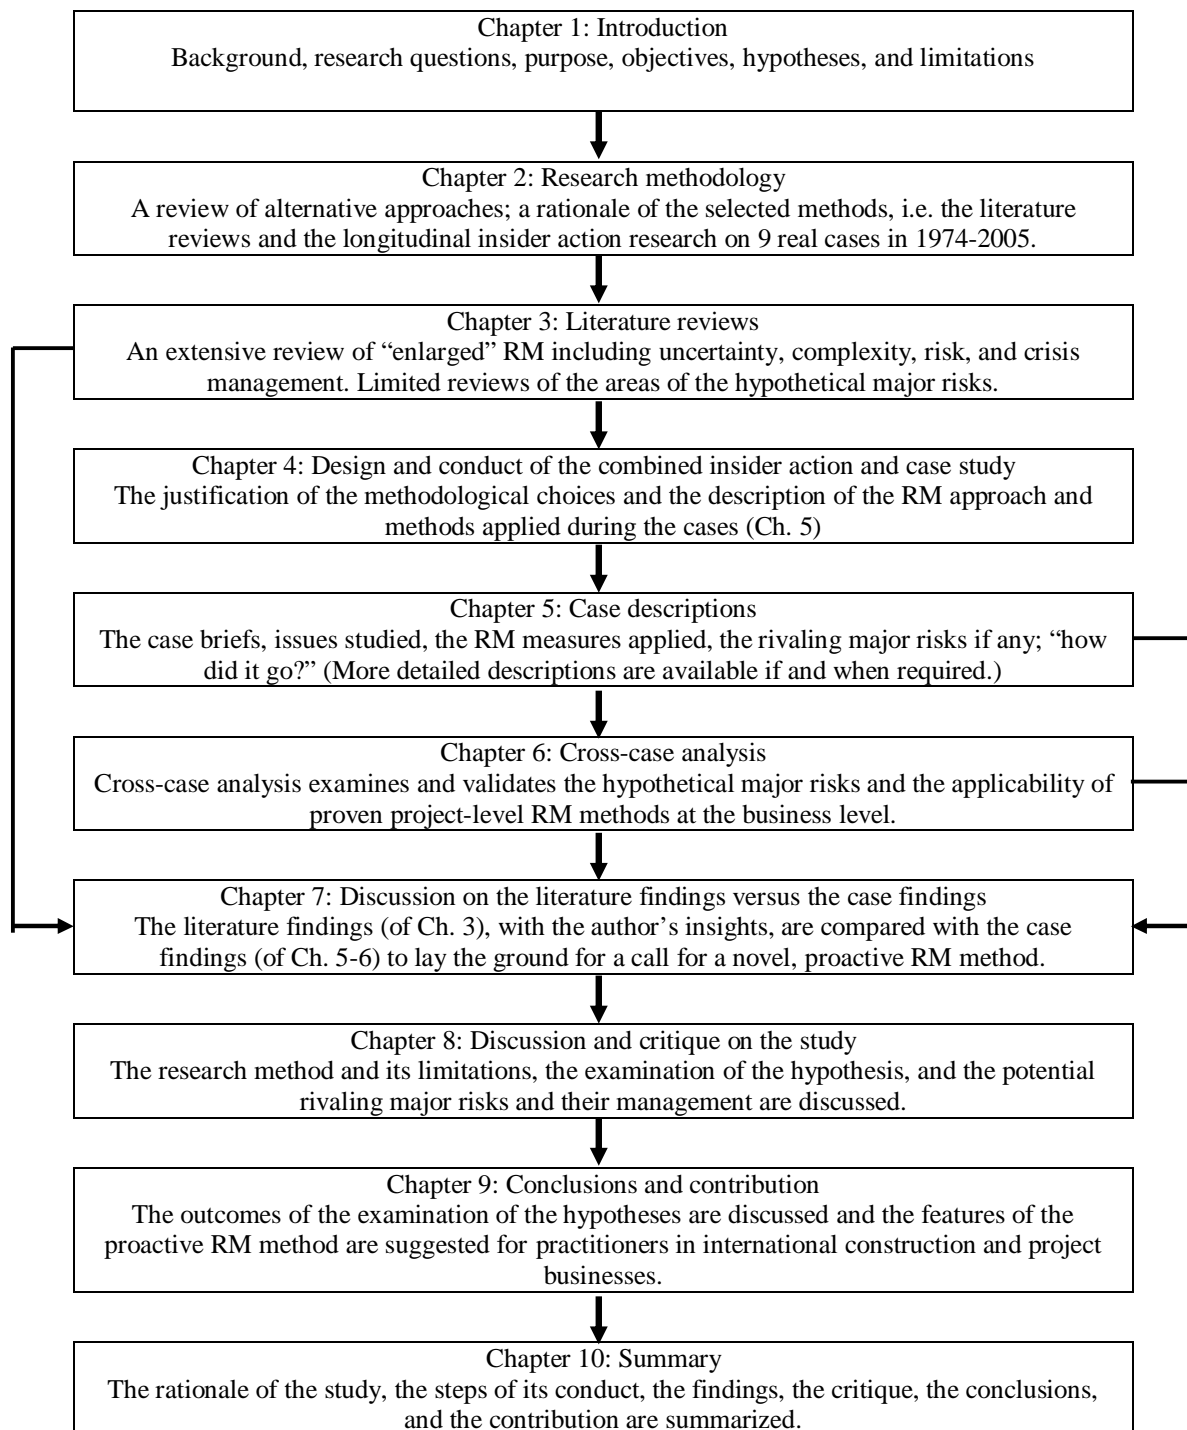 Chapter 1: Introduction
Background, research questions, purpose, objectives, hypotheses, and limitations
Chapter 2: Research methodology
A review of alternative approaches; a rationale of the selected methods, i.e. the literature
reviews and the longitudinal insider action research on 9 real cases in 1974-2005.
Chapter 3: Literature reviews
An extensive review of “enlarged” RM including uncertainty, complexity, risk, and crisis
management. Limited reviews of the areas of the hypothetical major risks.
Chapter 4: Design and conduct of the combined insider action and case study
The justification of the methodological choices and the description of the RM approach and
methods applied during the cases (Ch. 5)
Chapter 5: Case descriptions
The case briefs, issues studied, the RM measures applied, the rivaling major risks if any; “how
did it go?” (More detailed descriptions are available if and when required.)
Chapter 6: Cross-case analysis
Cross-case analysis examines and validates the hypothetical major risks and the applicability of
proven project-level RM methods at the business level.
Chapter 7: Discussion on the literature findings versus the case findings
The literature findings (of Ch. 3), with the author’s insights, are compared with the case
findings (of Ch. 5-6) to lay the ground for a call for a novel, proactive RM method.
Chapter 8: Discussion and critique on the study
The research method and its limitations, the examination of the hypothesis, and the potential
rivaling major risks and their management are discussed.
Chapter 9: Conclusions and contribution
The outcomes of the examination of the hypotheses are discussed and the features of the
proactive RM method are suggested for practitioners in international construction and project
businesses.
Chapter 10: Summary
The rationale of the study, the steps of its conduct, the findings, the critique, the conclusions,
and the contribution are summarized.